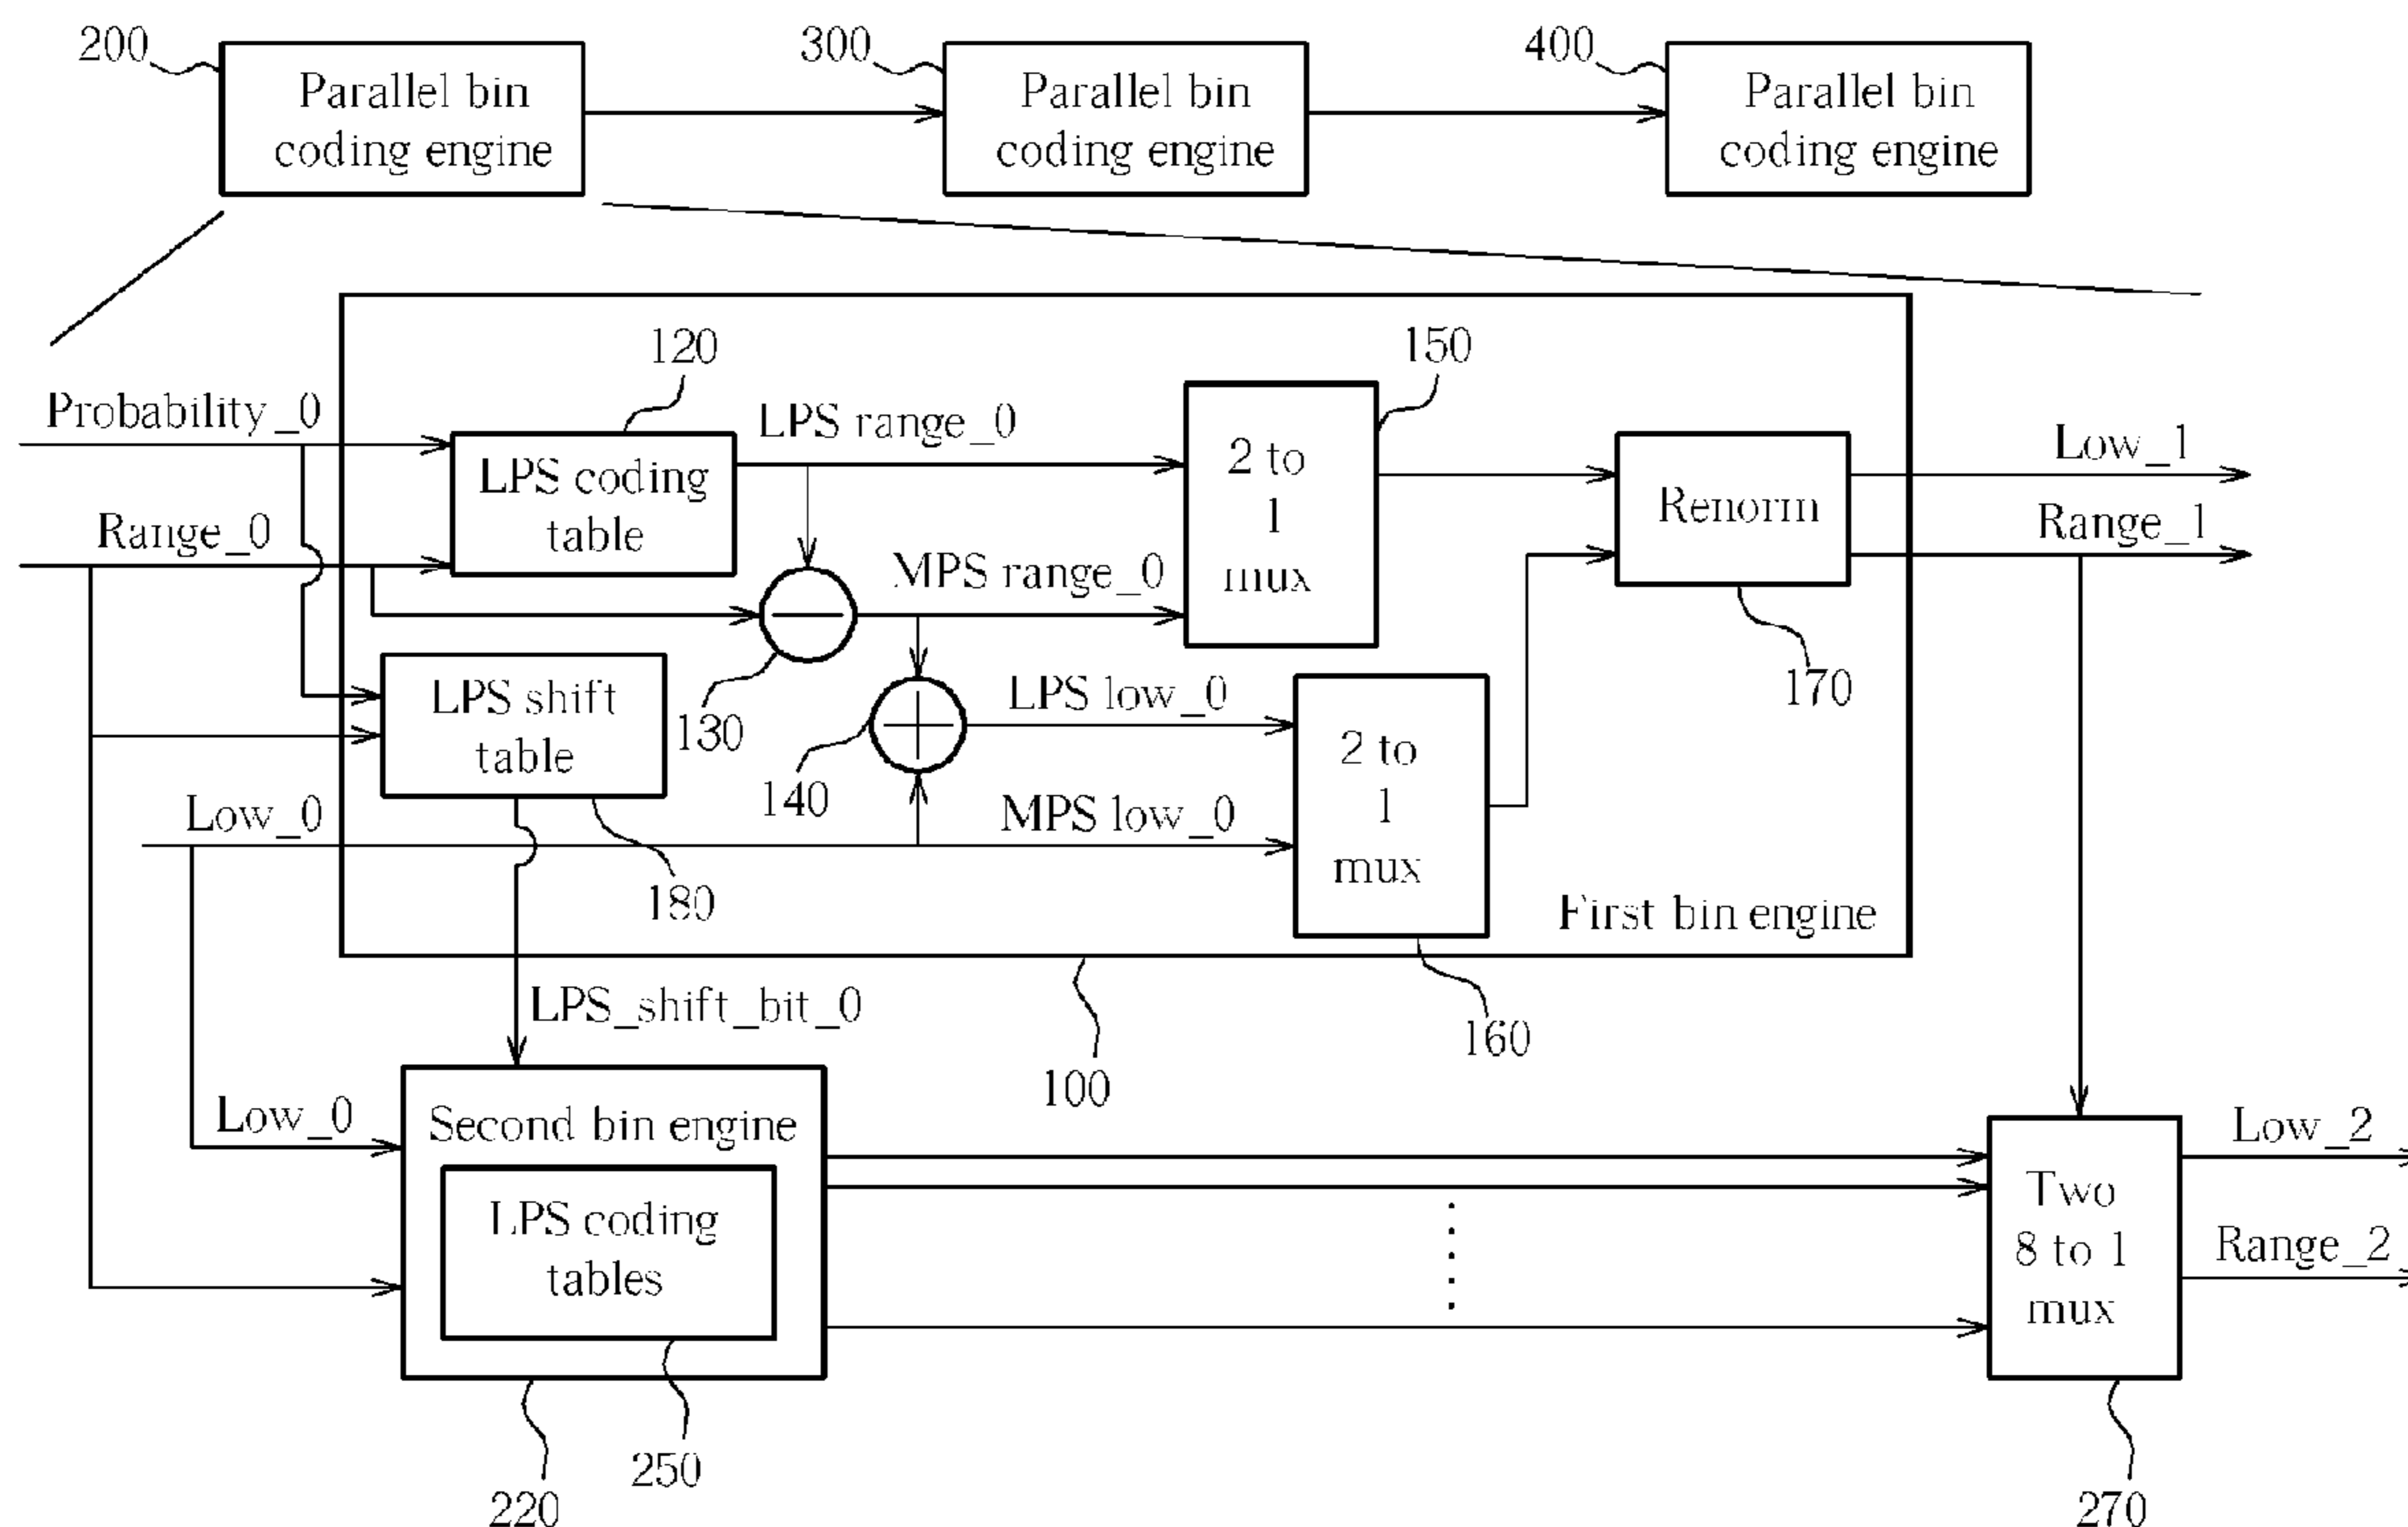 200
Parallel bin
coding engine
300
Parallel bin
coding engine
400
Parallel bin
coding engine
Probability_0
Range_0
120
LPS coding
table
LPS range_0
MPS range_0
150
2 to
1
mux
Renorm
170
Low_1
Range_1
LPS shift
table
130
140
LPS low_0
MPS low_0
2 to
1
mux
Low_0
180
First bin engine
LPS_shift_bit_0
100
160
Low_0
Second bin engine
LPS coding
tables
250
220
Two
8 to 1
mux
Low_2
Range_2
270